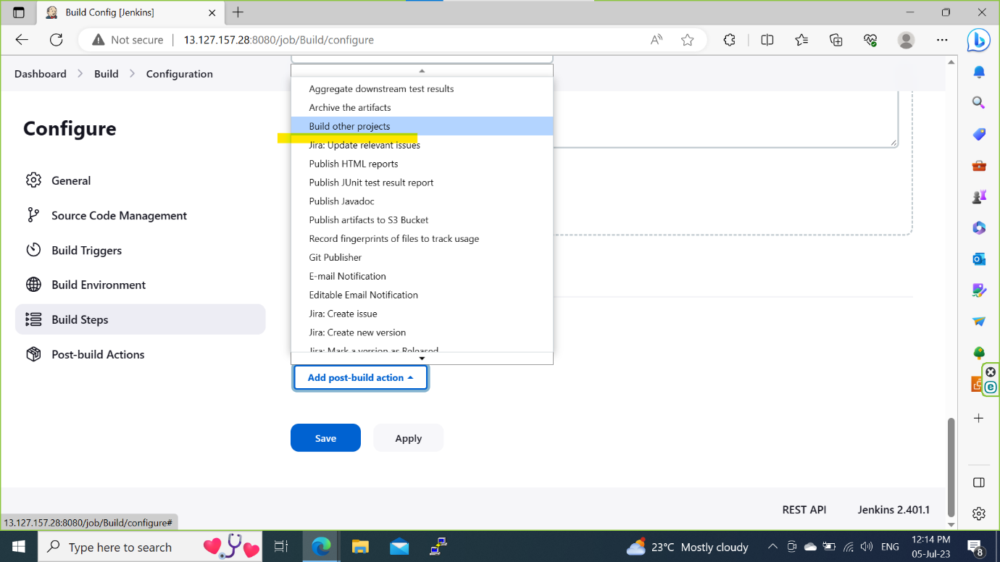 Build Config [Jenkins]
Not secure
13.127.157.28:8080/job/Build/configure
Dashboard > Build > Configuration
Configure
General
Source Code Management
Build Triggers
Build Environment
Build Steps
Post-build Actions
Aggregate downstream test results
Archive the artifacts
Build other projects
Jira: Update relevant issues
Publish HTML reports
Publish JUnit test result report
Publish Javadoc
Publish artifacts to S3 Bucket
Record fingerprints of files to track usage
Git Publisher
E-mail Notification
Editable Email Notification
Jira: Create issue
Jira: Create new version
Jira: Mark a version as Released
Add post-build action
Save
Apply
REST API
Jenkins 2.401.1
13.127.157.28:8080/job/Build/configure#
Type here to search
23°C Mostly cloudy
ENG
12:14 PM
05-Jul-23
8